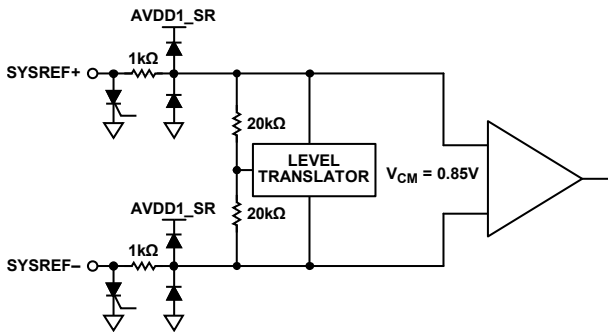 AVDD1_SR
1kΩ
SYSREF+
20kΩ
LEVEL
TRANSLATOR
VCM = 0.85V
20kΩ
AVDD1_SR
1kΩ
SYSREF–